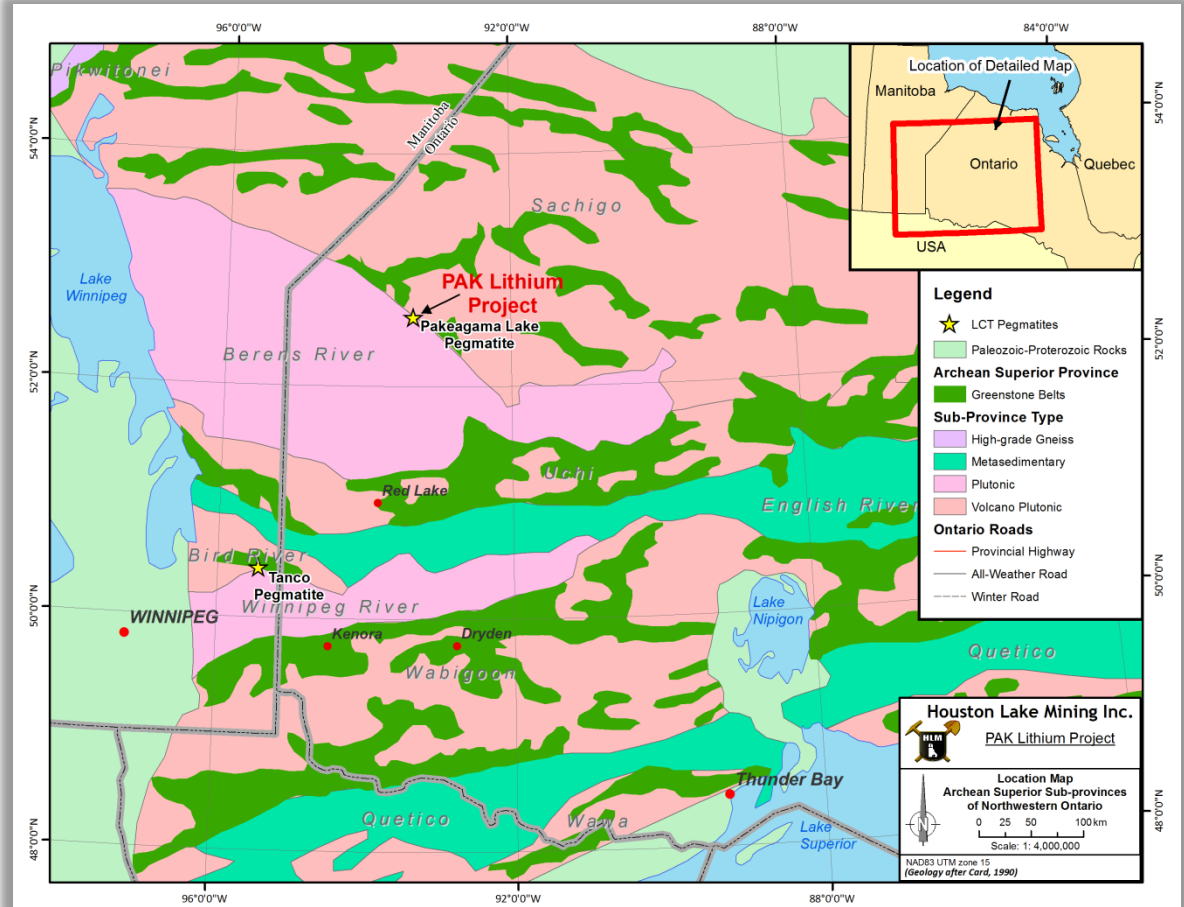 96°0'0"W
92°0'0"W
88°0'0"W
84°0'0"W
Pikwitonei
Manitoba
Ontario
Location of Detailed Map
Manitoba
Ontario
Quebec
USA
54°0'0"N
54°0'0"N
Sachigo
Lake
Winnipeg
PAK Lithium
Project
Pakeagama Lake
Pegmatite
Berens River
52°0'0"N
52°0'0"N
Legend
LCT Pegmatites
Paleozoic-Proterozoic Rocks
Archean Superior Province
Greenstone Belts
Sub-Province Type
High-grade Gneiss
Metasedimentary
Plutonic
Volcano Plutonic
Ontario Roads
Provincial Highway
All-Weather Road
Winter Road
Uchi
Red Lake
English River
Bird River
Tanco
Pegmatite
Winnipeg River
50°0'0"N
50°0'0"N
WINNIPEG
Kenora
Dryden
Lake
Nipigon
Wabigoon
Quetico
Thunder Bay
Quetico
Wawa
Lake
Superior
48°0'0"N
48°0'0"N
Houston Lake Mining Inc.
HLM
PAK Lithium Project
Location Map
Archean Superior Sub-provinces
of Northwestern Ontario
0 25 50 100 km
Scale: 1: 4,000,000
N
NAD83 UTM zone 15
(Geology after Card, 1990)
96°0'0"W
92°0'0"W
88°0'0"W